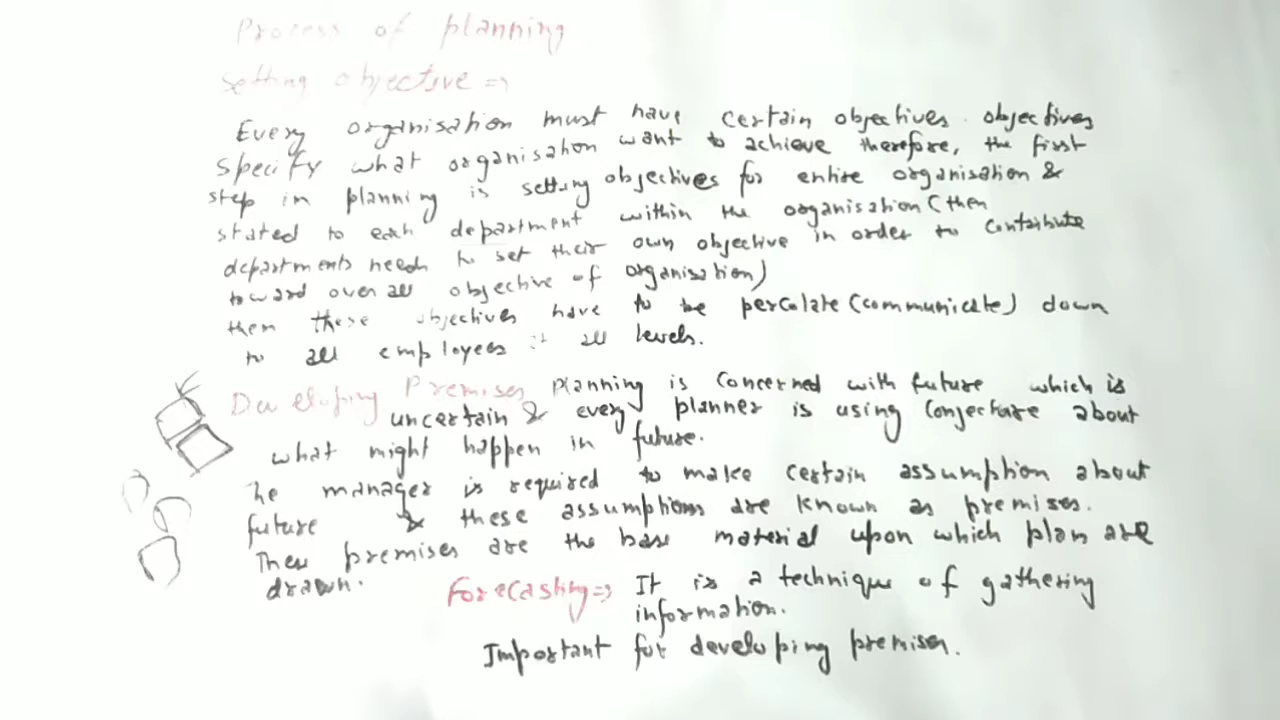 Process of planning
Setting objective =>
Every organisation must have certain objectives. objectives
specify what organisation want to achieve therefore, the first
step in planning is setting objectives for entire organisation &
stated to each department within the organisation (then
departments need to set their own objective in order to contribute
toward over all objective of organisation)
then these objectives have to be percolate (communicate) down
to all employees all levels.
Developing Premises planning is concerned with future which is
uncertain & every planner is using conjecture about
what might happen in future.
The manager is required to make certain assumption about
future & these assumptions are known as premises.
These premises are the base material upon which plan are
drawn.
Forecasting => It is a technique of gathering
information.
Important for developing premises.